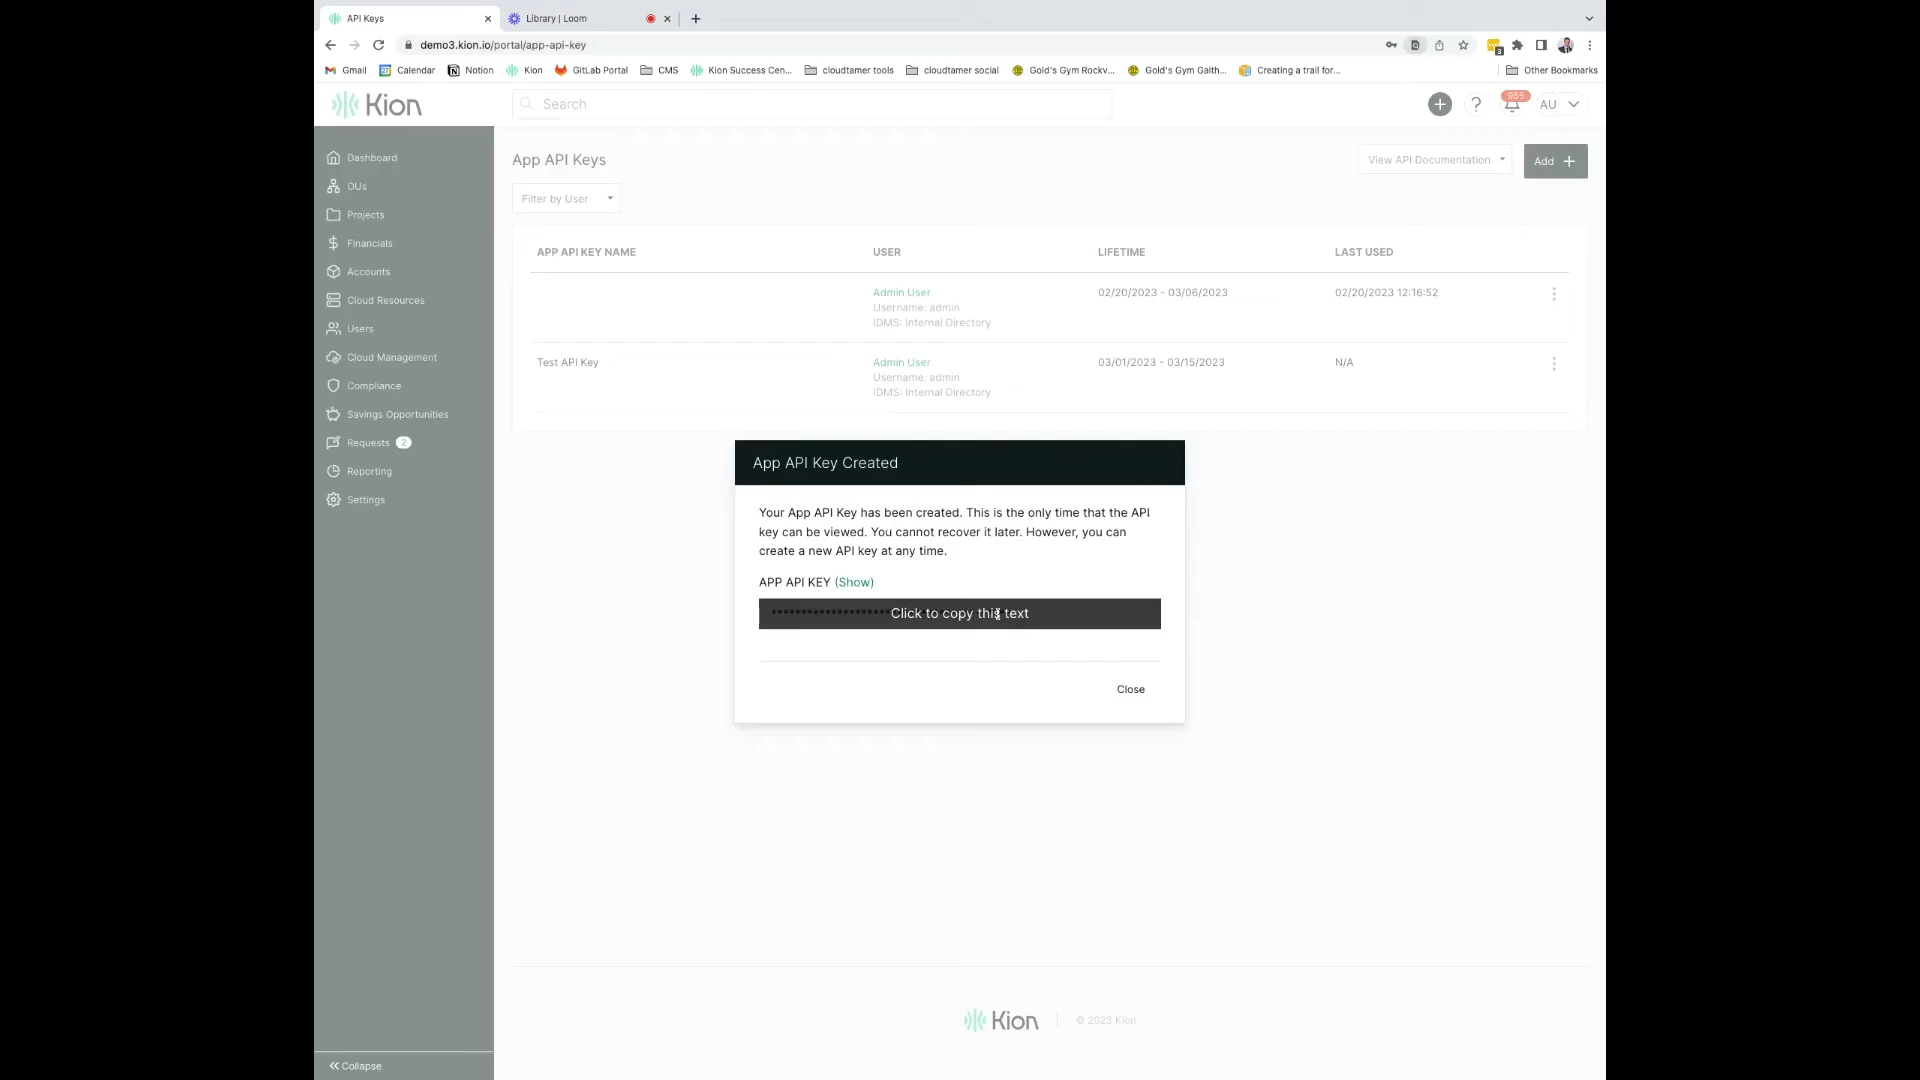 API Keys
Library | Loom
demo3.kion.io/portal/app-api-key
3
Gmail
Calendar
Notion
Kion
GitLab Portal
CMS
Kion Success Cen...
cloudtamer tools
cloudtamer social
Gold's Gym Rockv...
Gold's Gym Gaith...
Creating a trail for...
Other Bookmarks
Kion
Search
955
AU
Dashboard
OUs
Projects
Financials
Accounts
Cloud Resources
Users
Cloud Management
Compliance
Savings Opportunities
Requests 2
Reporting
Settings
Collapse
App API Keys
View API Documentation
Add
Filter by User
APP API KEY NAME USER LIFETIME LAST USED
Admin User 02/20/2023 - 03/06/2023 02/20/2023 12:16:52
Username: admin
IDMS: Internal Directory
Test API Key Admin User 03/01/2023 - 03/15/2023 N/A
Username: admin
IDMS: Internal Directory
App API Key Created
Your App API Key has been created. This is the only time that the API
key can be viewed. You cannot recover it later. However, you can
create a new API key at any time.
APP API KEY (Show)
Click to copy this text
Close
Kion
© 2023 Kion